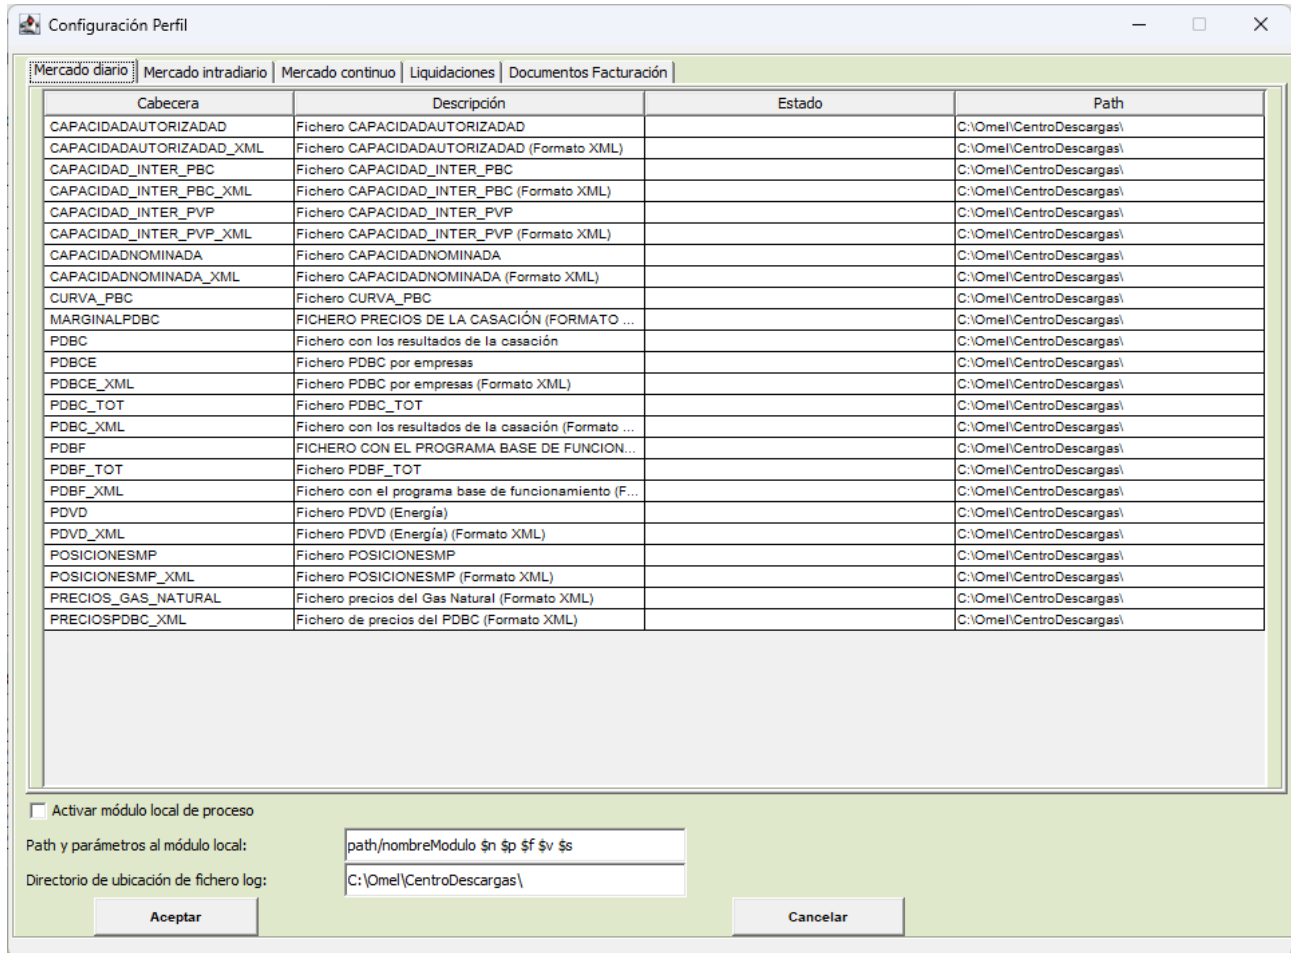 Configuración Perfil
Mercado diario Mercado intradiario Mercado continuo Liquidaciones Documentos Facturación
Cabecera Descripción Estado Path
CAPACIDADAUTORIZADAD Fichero CAPACIDADAUTORIZADAD C:\Omel\CentroDescargas\
CAPACIDADAUTORIZADAD_XML Fichero CAPACIDADAUTORIZADAD (Formato XML) C:\Omel\CentroDescargas\
CAPACIDAD_INTER_PBC Fichero CAPACIDAD_INTER_PBC C:\Omel\CentroDescargas\
CAPACIDAD_INTER_PBC_XML Fichero CAPACIDAD_INTER_PBC (Formato XML) C:\Omel\CentroDescargas\
CAPACIDAD_INTER_PVP Fichero CAPACIDAD_INTER_PVP C:\Omel\CentroDescargas\
CAPACIDAD_INTER_PVP_XML Fichero CAPACIDAD_INTER_PVP (Formato XML) C:\Omel\CentroDescargas\
CAPACIDADNOMINADA Fichero CAPACIDADNOMINADA C:\Omel\CentroDescargas\
CAPACIDADNOMINADA_XML Fichero CAPACIDADNOMINADA (Formato XML) C:\Omel\CentroDescargas\
CURVA_PBC Fichero CURVA_PBC C:\Omel\CentroDescargas\
MARGINALPDBC FICHERO PRECIOS DE LA CASACIÓN (FORMATO ... C:\Omel\CentroDescargas\
PDBC Fichero con los resultados de la casación C:\Omel\CentroDescargas\
PDBCE Fichero PDBC por empresas C:\Omel\CentroDescargas\
PDBCE_XML Fichero PDBC por empresas (Formato XML) C:\Omel\CentroDescargas\
PDBC_TOT Fichero PDBC_TOT C:\Omel\CentroDescargas\
PDBC_XML Fichero con los resultados de la casación (Formato ... C:\Omel\CentroDescargas\
PDBF FICHERO CON EL PROGRAMA BASE DE FUNCION... C:\Omel\CentroDescargas\
PDBF_TOT Fichero PDBF_TOT C:\Omel\CentroDescargas\
PDBF_XML Fichero con el programa base de funcionamiento (F... C:\Omel\CentroDescargas\
PDVD Fichero PDVD (Energía) C:\Omel\CentroDescargas\
PDVD_XML Fichero PDVD (Energía) (Formato XML) C:\Omel\CentroDescargas\
POSICIONESMP Fichero POSICIONESMP C:\Omel\CentroDescargas\
POSICIONESMP_XML Fichero POSICIONESMP (Formato XML) C:\Omel\CentroDescargas\
PRECIOS_GAS_NATURAL Fichero precios del Gas Natural (Formato XML) C:\Omel\CentroDescargas\
PRECIOSPDBC_XML Fichero de precios del PDBC (Formato XML) C:\Omel\CentroDescargas\
Activar módulo local de proceso
Path y parámetros al módulo local: path/nombreModulo $n $p $f $v $s
Directorio de ubicación de fichero log: C:\Omel\CentroDescargas\
Aceptar Cancelar